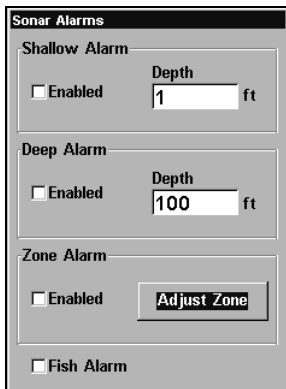 Sonar Alarms
Shallow Alarm
Depth
Enabled
1 ft
Deep Alarm
Depth
Enabled
100 ft
Zone Alarm
Enabled
Adjust Zone
Fish Alarm